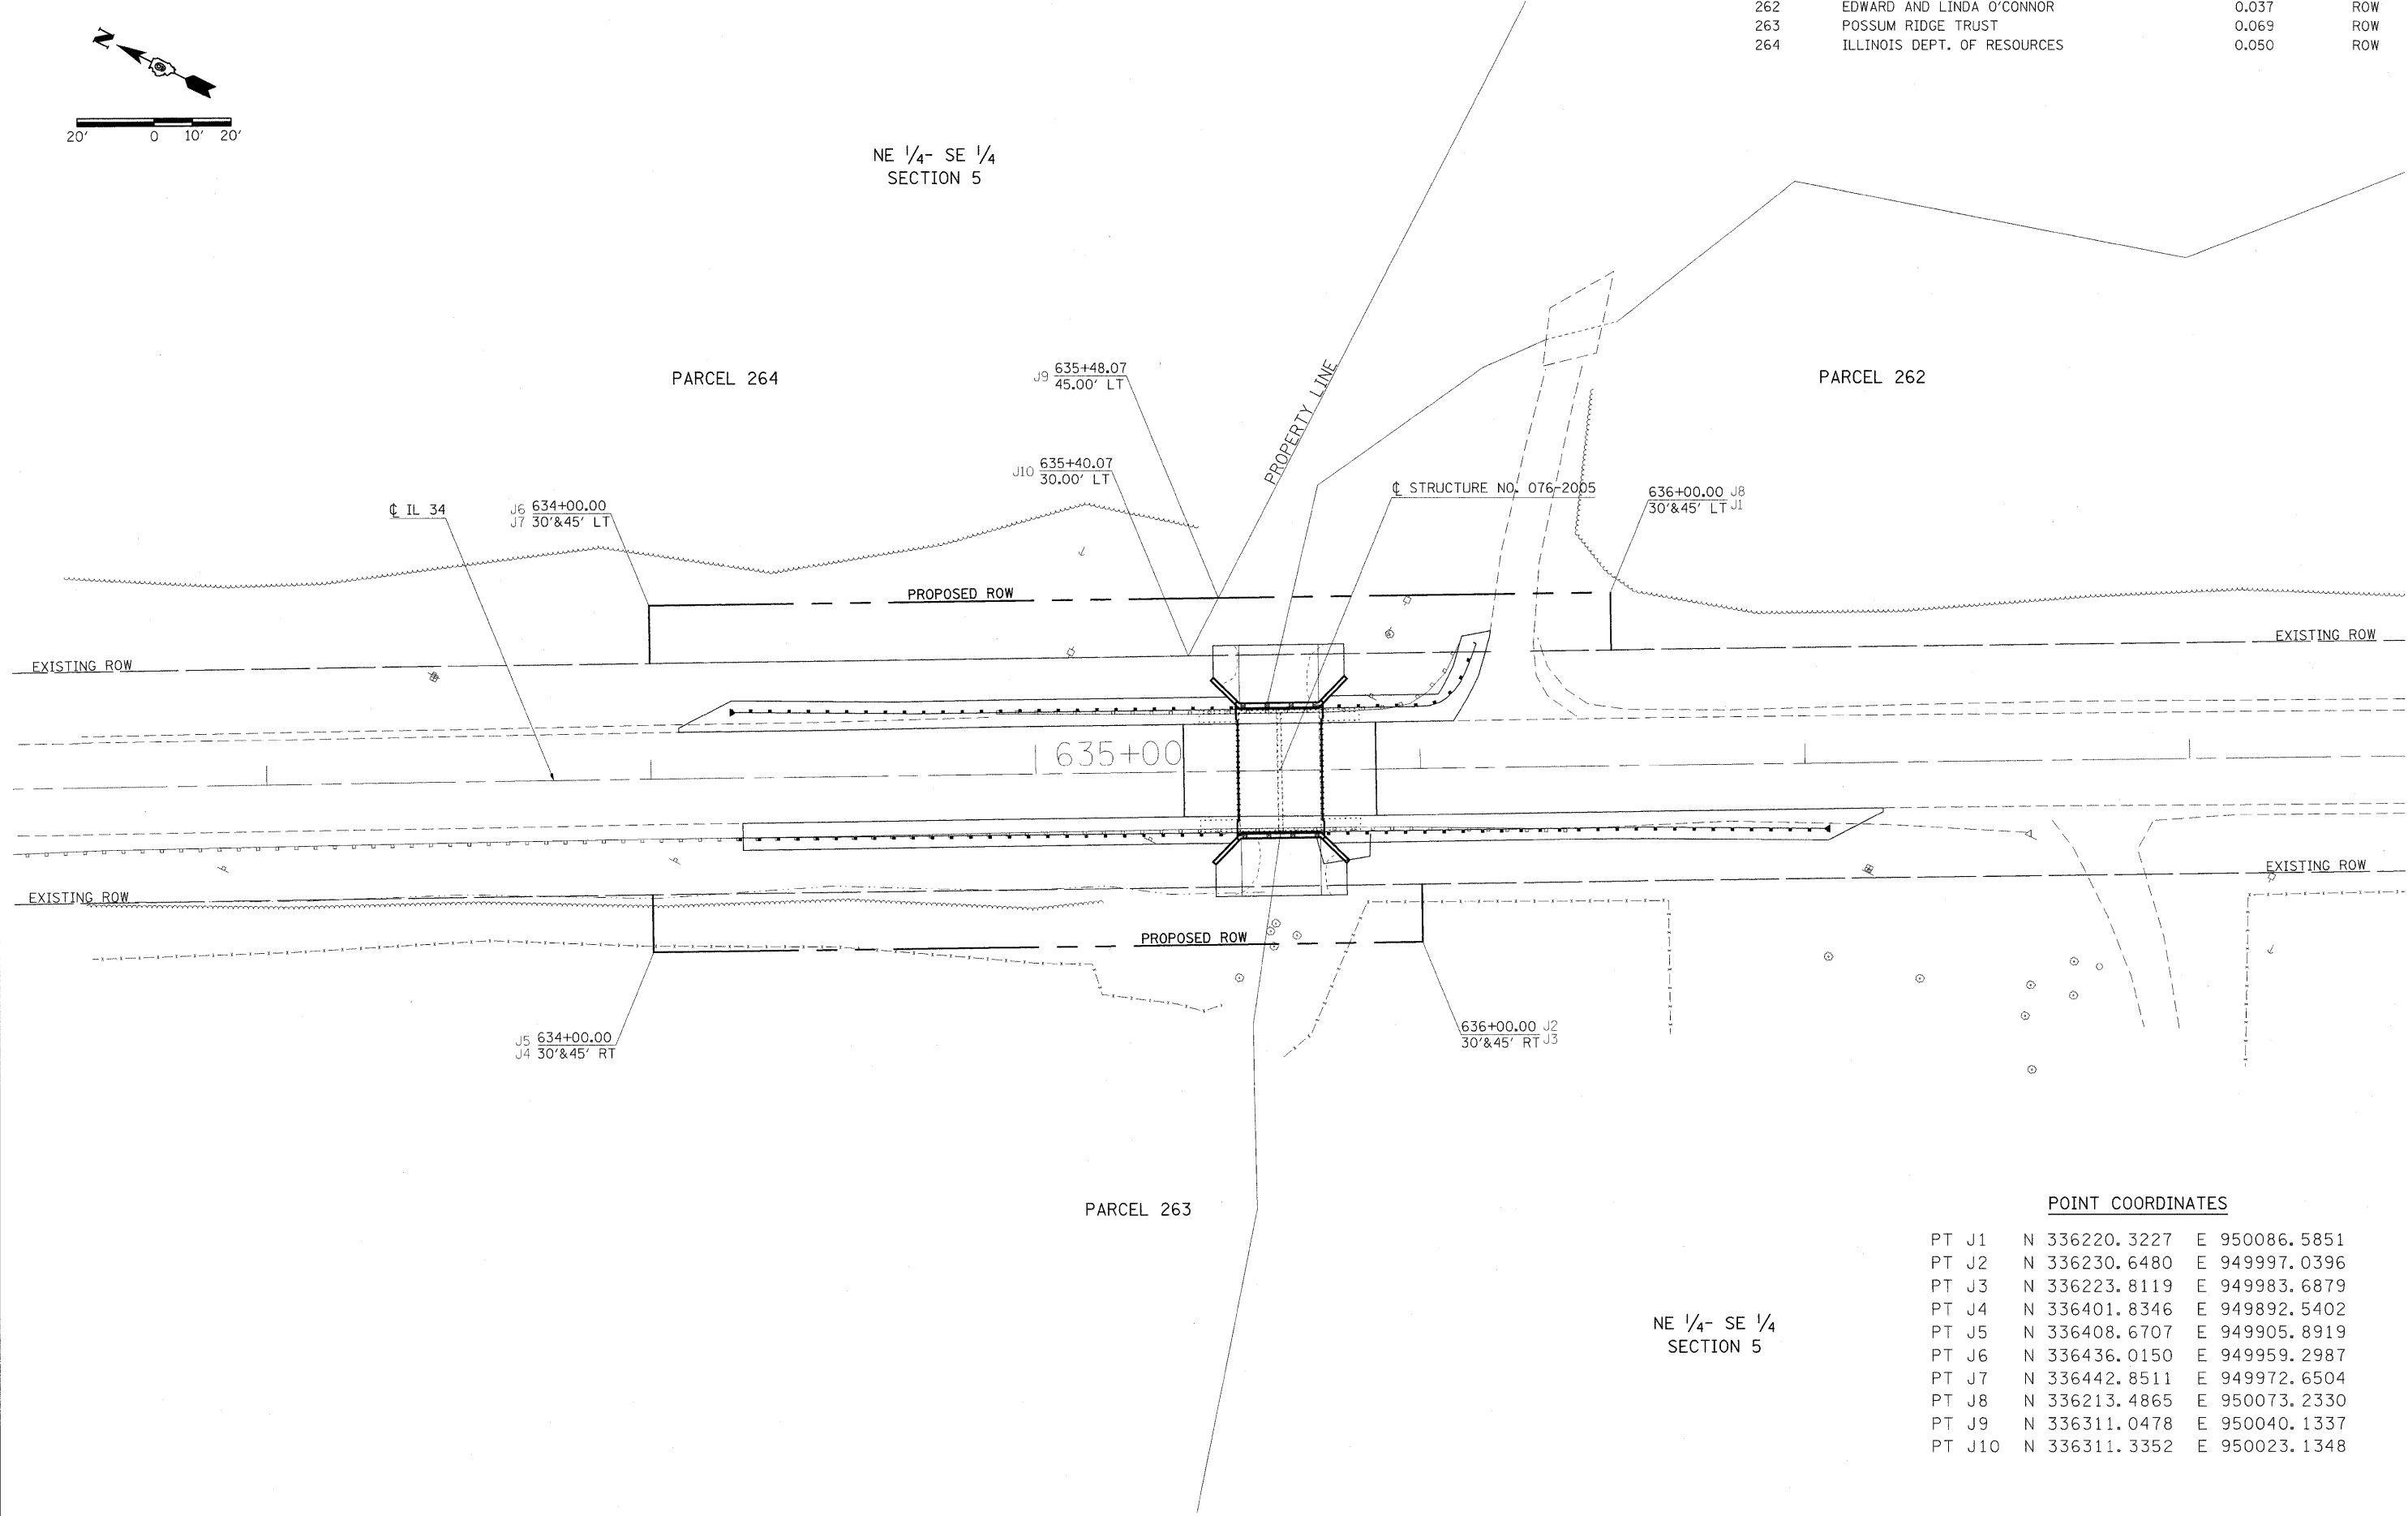 262 EDWARD AND LINDA O'CONNOR 0.037 ROW
263 POSSUM RIDGE TRUST 0.069 ROW
264 ILLINOIS DEPT. OF RESOURCES 0.050 ROW
N
20' 0 10' 20'
NE 1/4- SE 1/4
SECTION 5
PARCEL 264
J9 635+48.07
45.00' LT
PROPERTY LINE
PARCEL 262
J10 635+40.07
30.00' LT
℄ IL 34
J6 634+00.00
J7 30'&45' LT
℄ STRUCTURE NO. 076-2005
636+00.00 J8
30'&45' LT J1
PROPOSED ROW
EXISTING ROW
EXISTING ROW
635+00
EXISTING ROW
EXISTING ROW
PROPOSED ROW
J5 634+00.00
J4 30'&45' RT
636+00.00 J2
30'&45' RT J3
PARCEL 263
NE 1/4- SE 1/4
SECTION 5
POINT COORDINATES
PT J1 N 336220.3227 E 950086.5851
PT J2 N 336230.6480 E 949997.0396
PT J3 N 336223.8119 E 949983.6879
PT J4 N 336401.8346 E 949892.5402
PT J5 N 336408.6707 E 949905.8919
PT J6 N 336436.0150 E 949959.2987
PT J7 N 336442.8511 E 949972.6504
PT J8 N 336213.4865 E 950073.2330
PT J9 N 336311.0478 E 950040.1337
PT J10 N 336311.3352 E 950023.1348